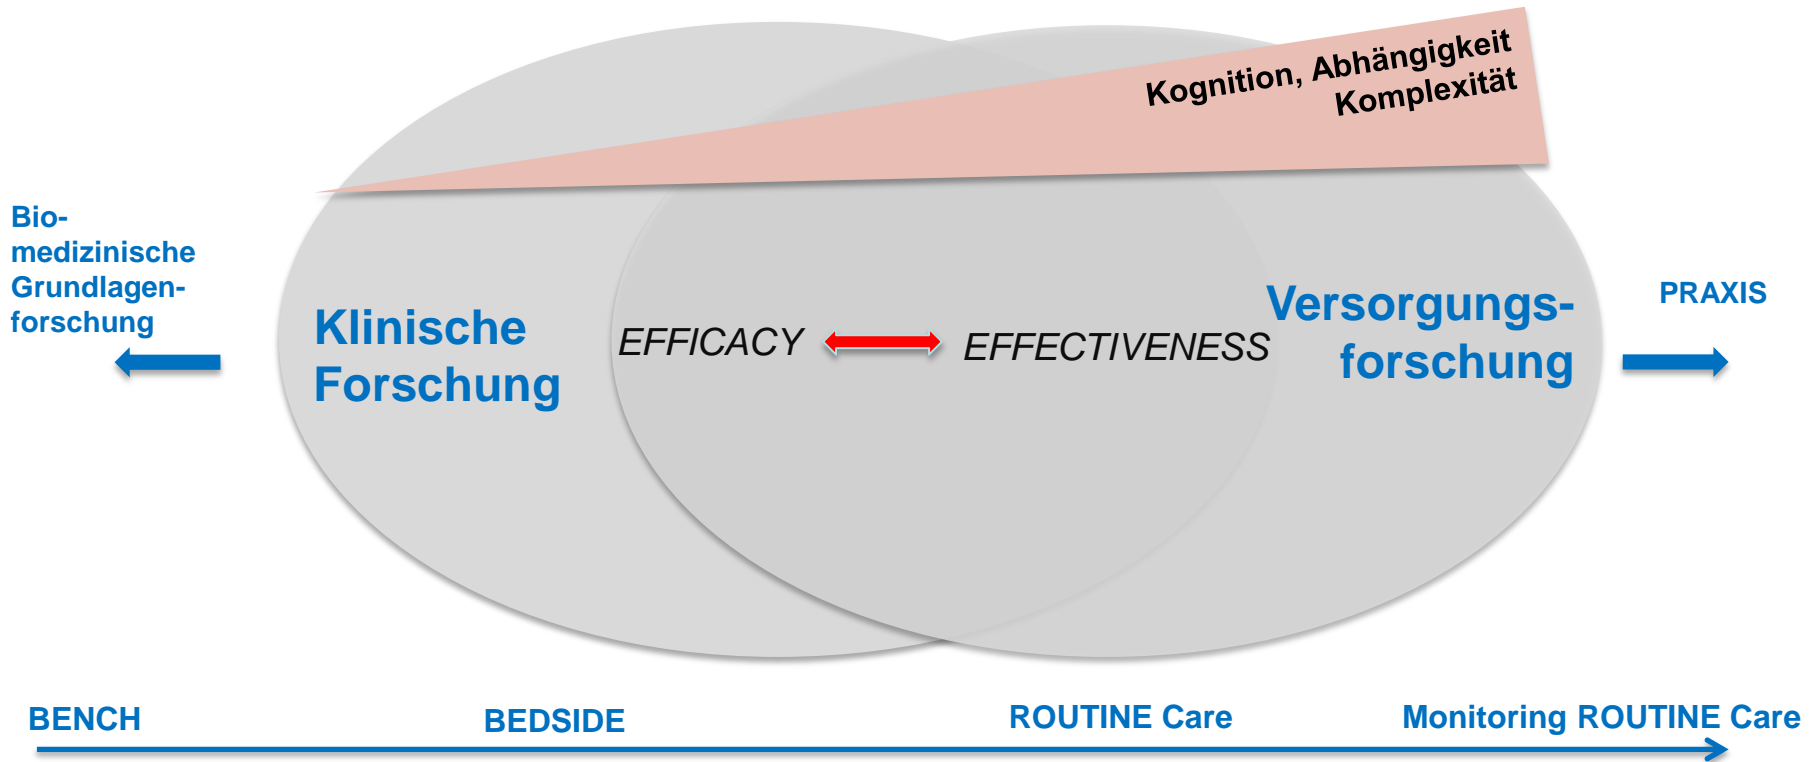 Kognition, Abhängigkeit
Komplexität
Bio-
medizinische
Grundlagen-
forschung
Klinische
Forschung
EFFICACY
EFFECTIVENESS
Versorgungs-
forschung
PRAXIS
BENCH
BEDSIDE
ROUTINE Care
Monitoring ROUTINE Care